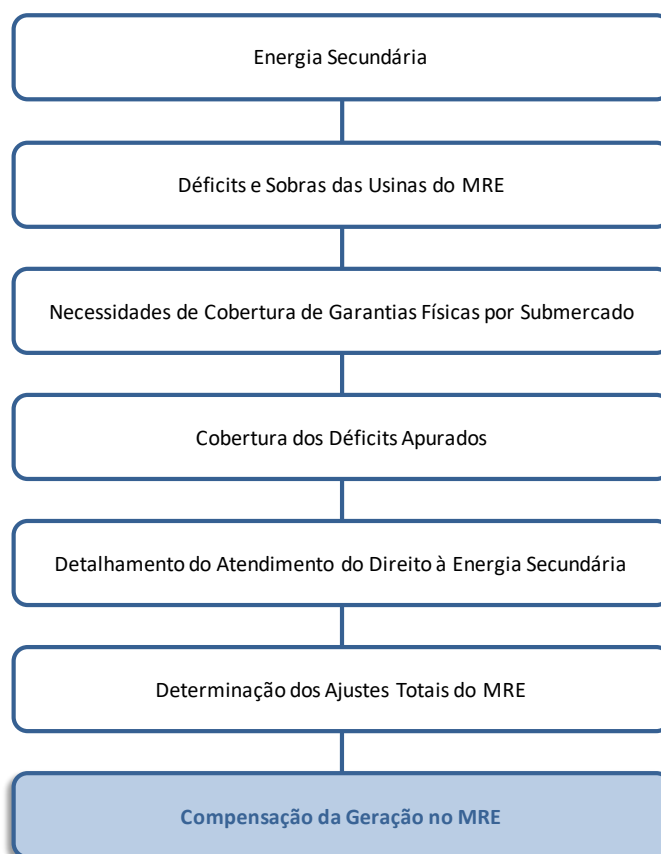 Energia Secundária
Déficits e Sobras das Usinas do MRE
Necessidades de Cobertura de Garantias Físicas por Submercado
Cobertura dos Déficits Apurados
Detalhamento do Atendimento do Direito à Energia Secundária
Determinação dos Ajustes Totais do MRE
Compensação da Geração no MRE